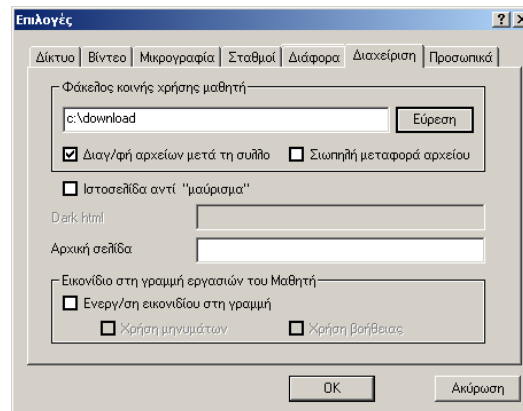 Επιλογές
Δίκτυο Βίντεο Μικρογραφία Σταθμοί Διάφορα Διαχείριση Προσωπικά
Φάκελος κοινής χρήσης μαθητή
c:\download Εύρεση
Διαγ/φή αρχείων μετά τη συλλο Σιωπηλή μεταφορά αρχείου
Ιστοσελίδα αντί "μαύρισμα"
Dark html
Αρχική σελίδα
Εικονίδιο στη γραμμή εργασιών του Μαθητή
Ενεργ/ση εικονιδίου στη γραμμή
Χρήση μηνυμάτων Χρήση βοήθειας
OK Ακύρωση